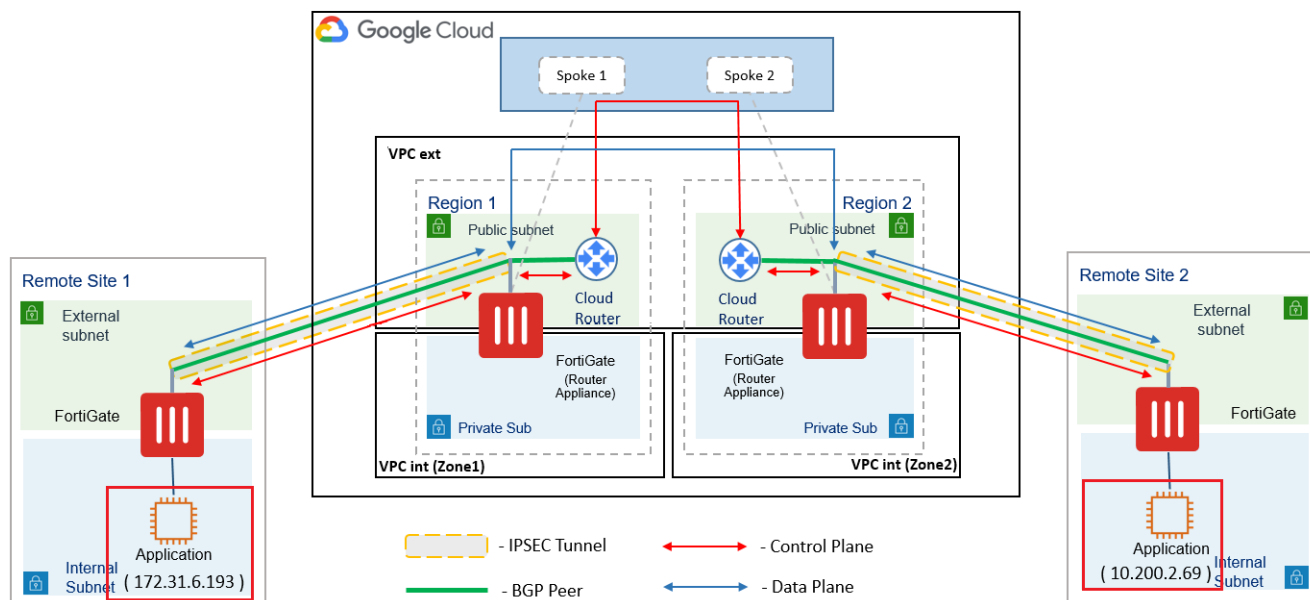 Google Cloud
Spoke 1
Spoke 2
VPC ext
Region 1
Region 2
Public subnet
Public subnet
Remote Site 1
Remote Site 2
External
subnet
Cloud
Router
Cloud
Router
External
subnet
FortiGate
(Router
Appliance)
FortiGate
(Router
Appliance)
FortiGate
FortiGate
Private Sub
Private Sub
VPC int (Zone1)
VPC int (Zone2)
Application
( 172.31.6.193 )
Internal
Subnet
Application
( 10.200.2.69 )
Internal
Subnet
- IPSEC Tunnel
- Control Plane
- BGP Peer
- Data Plane